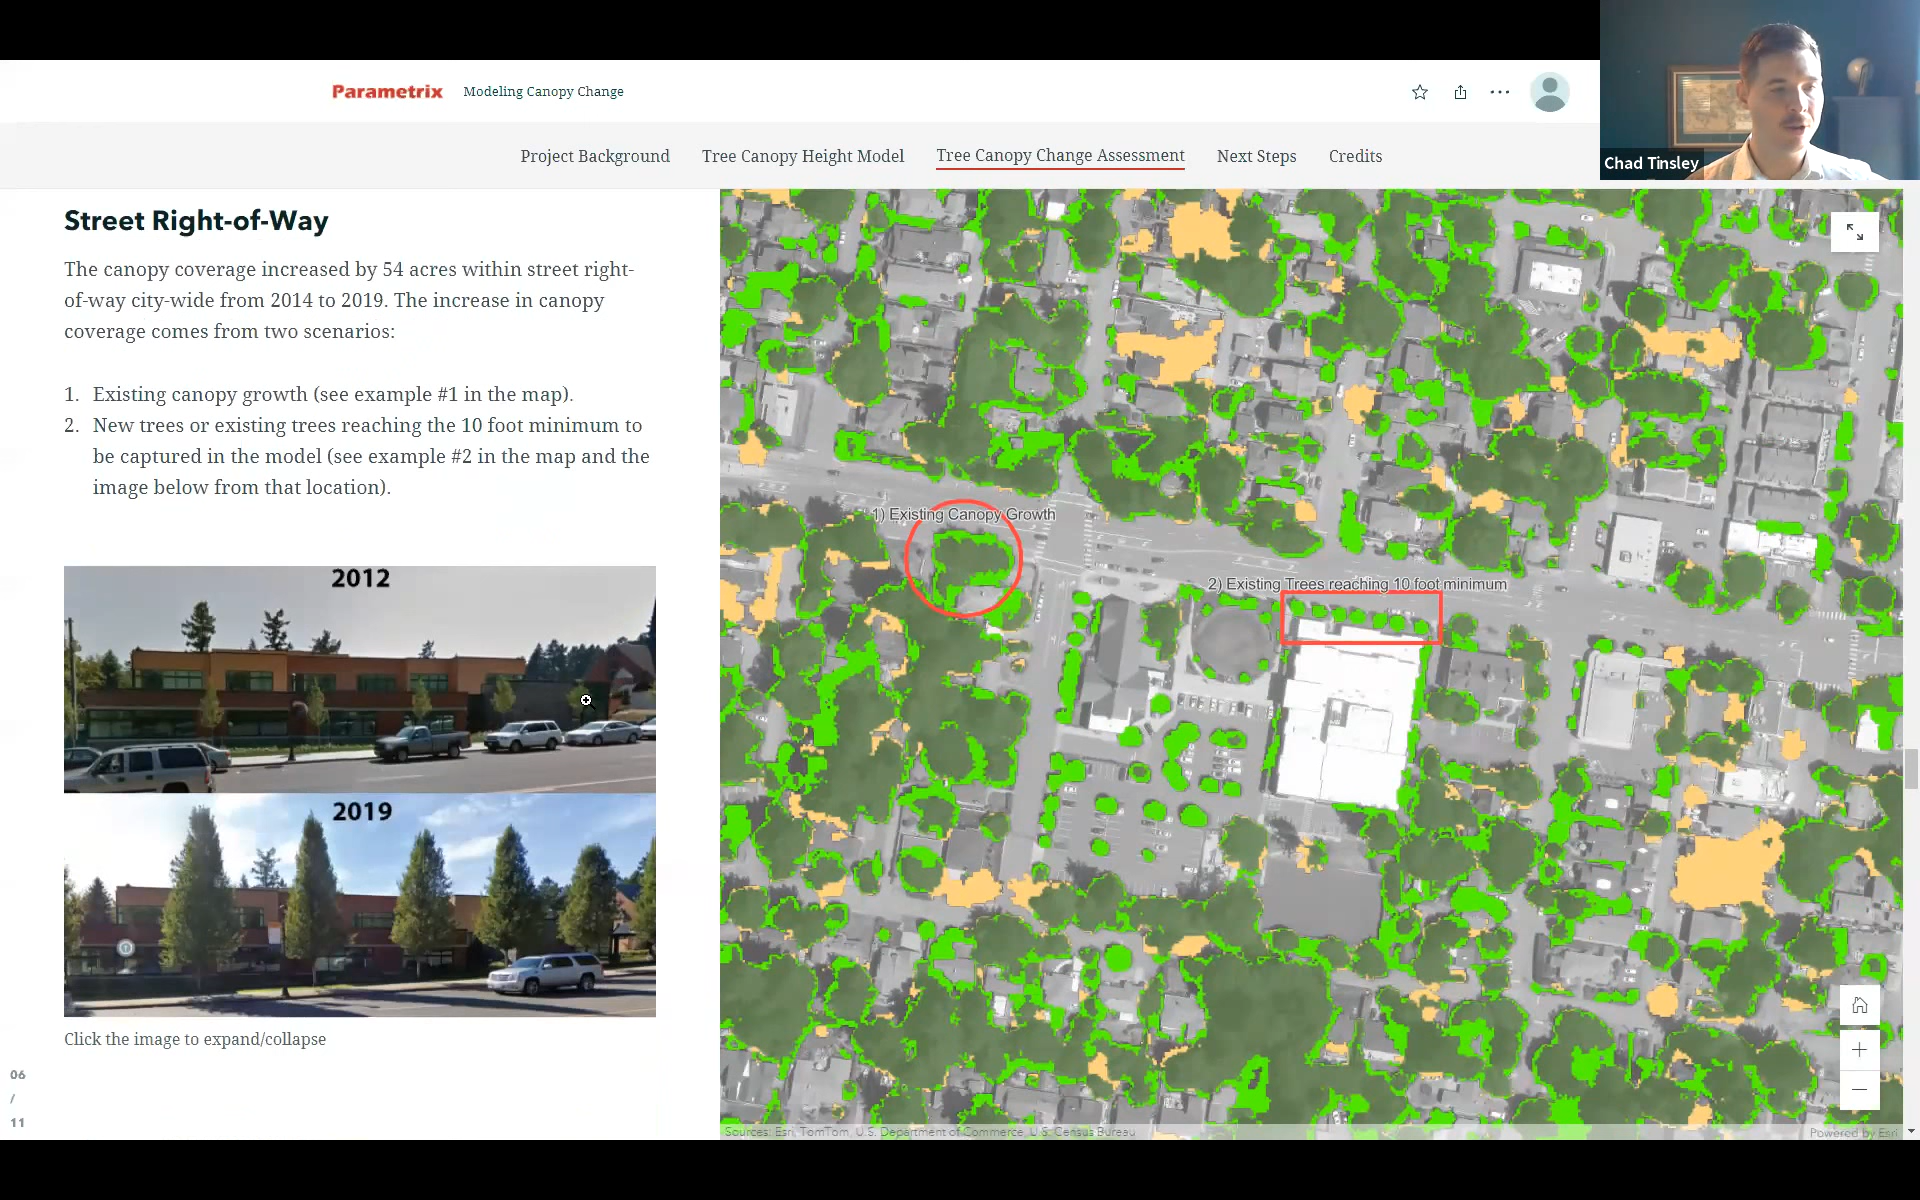 Parametrix
Modeling Canopy Change
Chad Tinsley
Project Background
Tree Canopy Height Model
Tree Canopy Change Assessment
Next Steps
Credits
Street Right-of-Way
The canopy coverage increased by 54 acres within street right-
of-way city-wide from 2014 to 2019. The increase in canopy
coverage comes from two scenarios:
1. Existing canopy growth (see example #1 in the map).
2. New trees or existing trees reaching the 10 foot minimum to
be captured in the model (see example #2 in the map and the
image below from that location).
2012
2019
Click the image to expand/collapse
06
/
11
1) Existing Canopy Growth
2) Existing Trees reaching 10 foot minimum
Sources: Esri, TomTom, U.S. Department of Commerce, U.S. Census Bureau
Powered by Esri